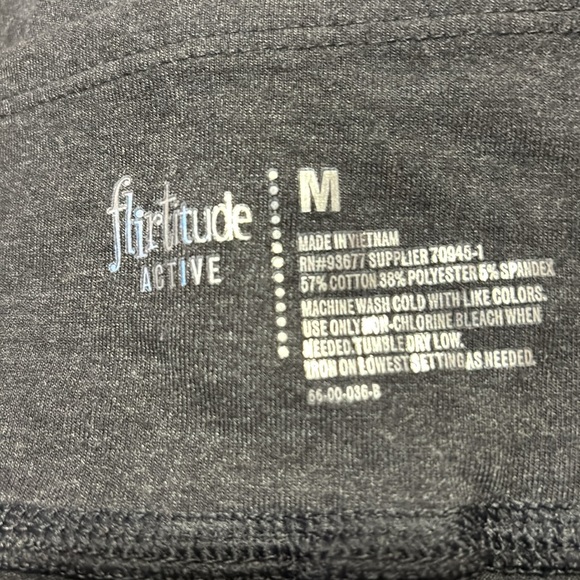 flirtitude
ACTIVE
M
MADE IN VIETNAM
RN#93677 SUPPLIER 70945-1
57% COTTON 38% POLYESTER 5% SPANDEX
MACHINE WASH COLD WITH LIKE COLORS.
USE ONLY NON-CHLORINE BLEACH WHEN
NEEDED. TUMBLE DRY LOW.
IRON ON LOWEST SETTING AS NEEDED.
66-00-036-B